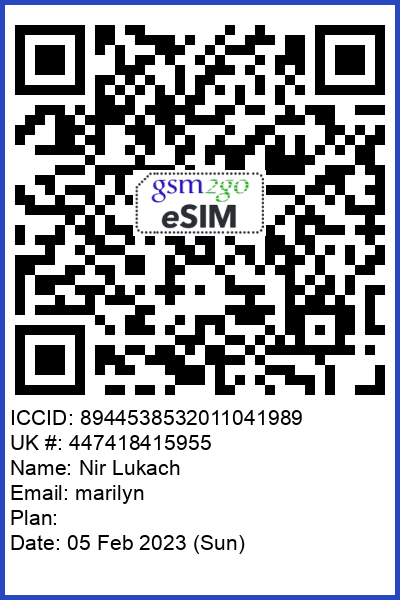 gsm2go
eSIM
ICCID: 8944538532011041989
UK #: 447418415955
Name: Nir Lukach
Email: marilyn
Plan:
Date: 05 Feb 2023 (Sun)